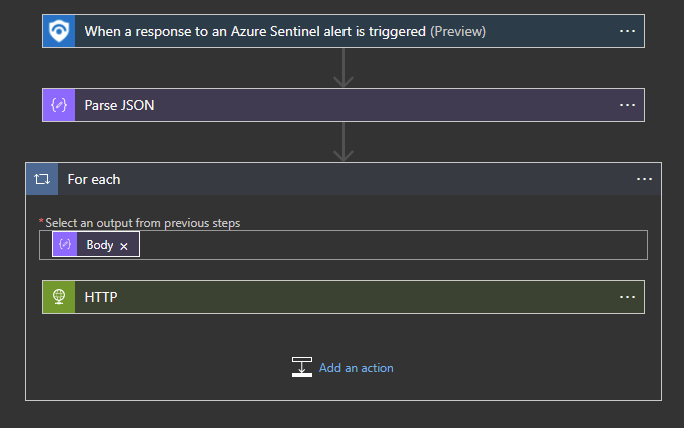 When a response to an Azure Sentinel alert is triggered (Preview)
Parse JSON
For each
*Select an output from previous steps
Body ×
HTTP
Add an action